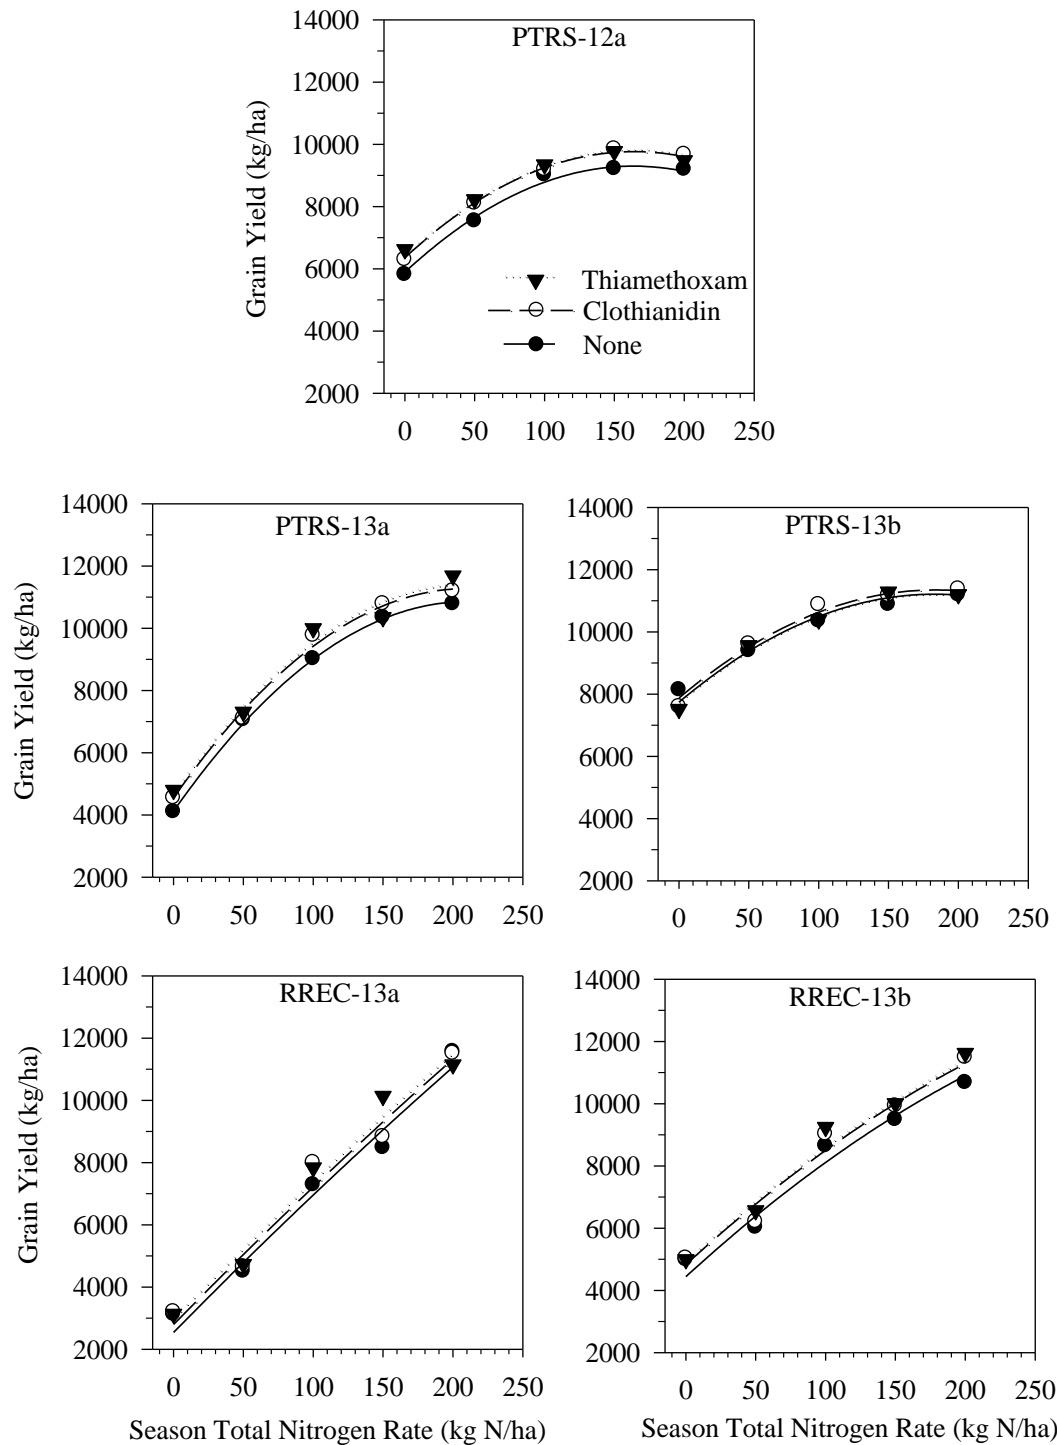 PTRS-12a
14000
12000
10000
8000
6000
4000
2000
Grain Yield (kg/ha)
Thiamethoxam
Clothianidin
None
0 50 100 150 200 250
PTRS-13a
14000
12000
10000
8000
6000
4000
2000
Grain Yield (kg/ha)
0 50 100 150 200 250
PTRS-13b
14000
12000
10000
8000
6000
4000
2000
0 50 100 150 200 250
RREC-13a
14000
12000
10000
8000
6000
4000
2000
Grain Yield (kg/ha)
0 50 100 150 200 250
Season Total Nitrogen Rate (kg N/ha)
RREC-13b
14000
12000
10000
8000
6000
4000
2000
0 50 100 150 200 250
Season Total Nitrogen Rate (kg N/ha)